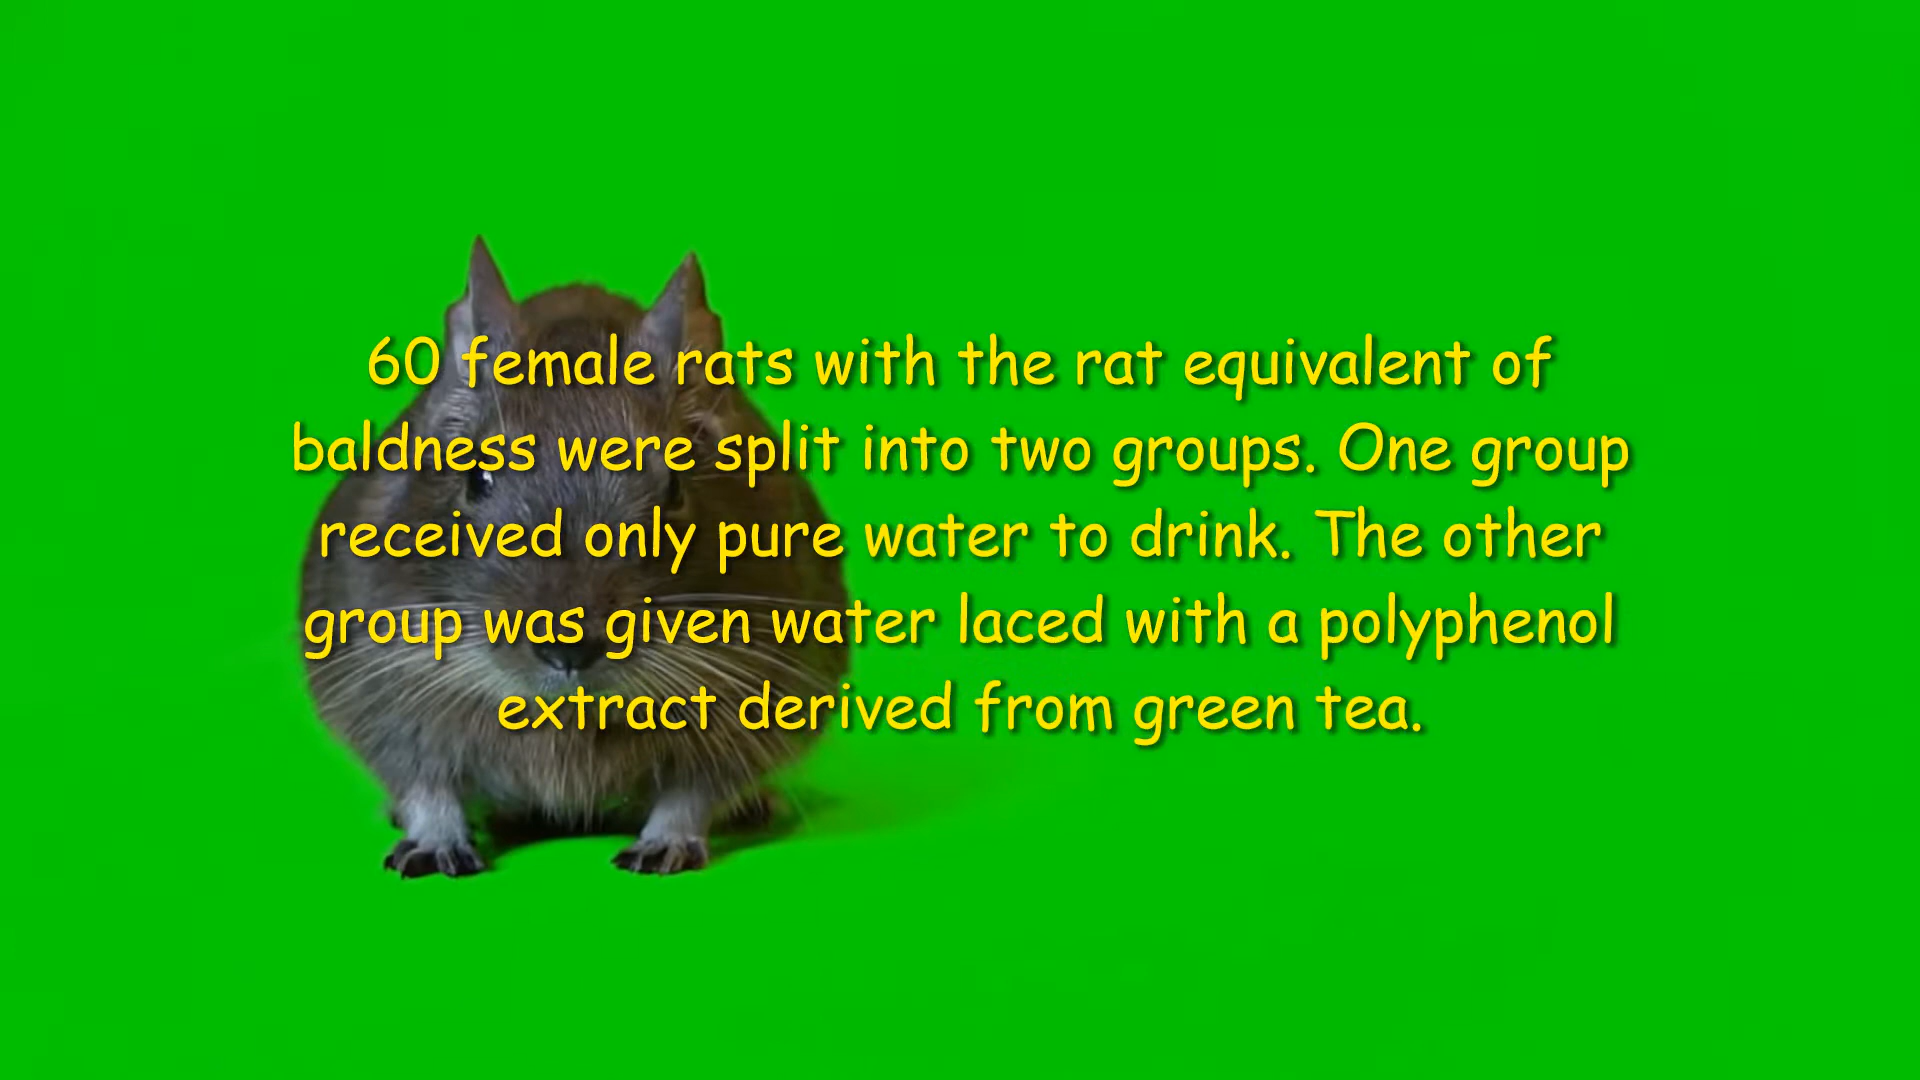 60 female rats with the rat equivalent of
baldness were split into two groups. One group
received only pure water to drink. The other
group was given water laced with a polyphenol
extract derived from green tea.